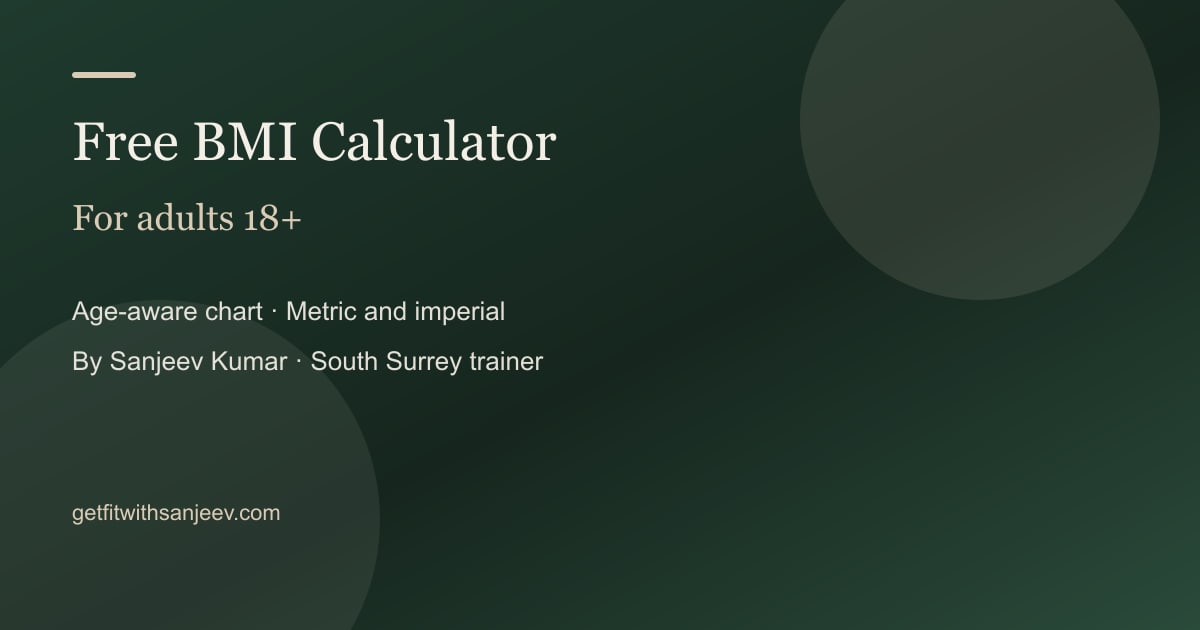 Free BMI Calculator
For adults 18+
Age-aware chart · Metric and imperial
By Sanjeev Kumar · South Surrey trainer
getfitwithsanjeev.com